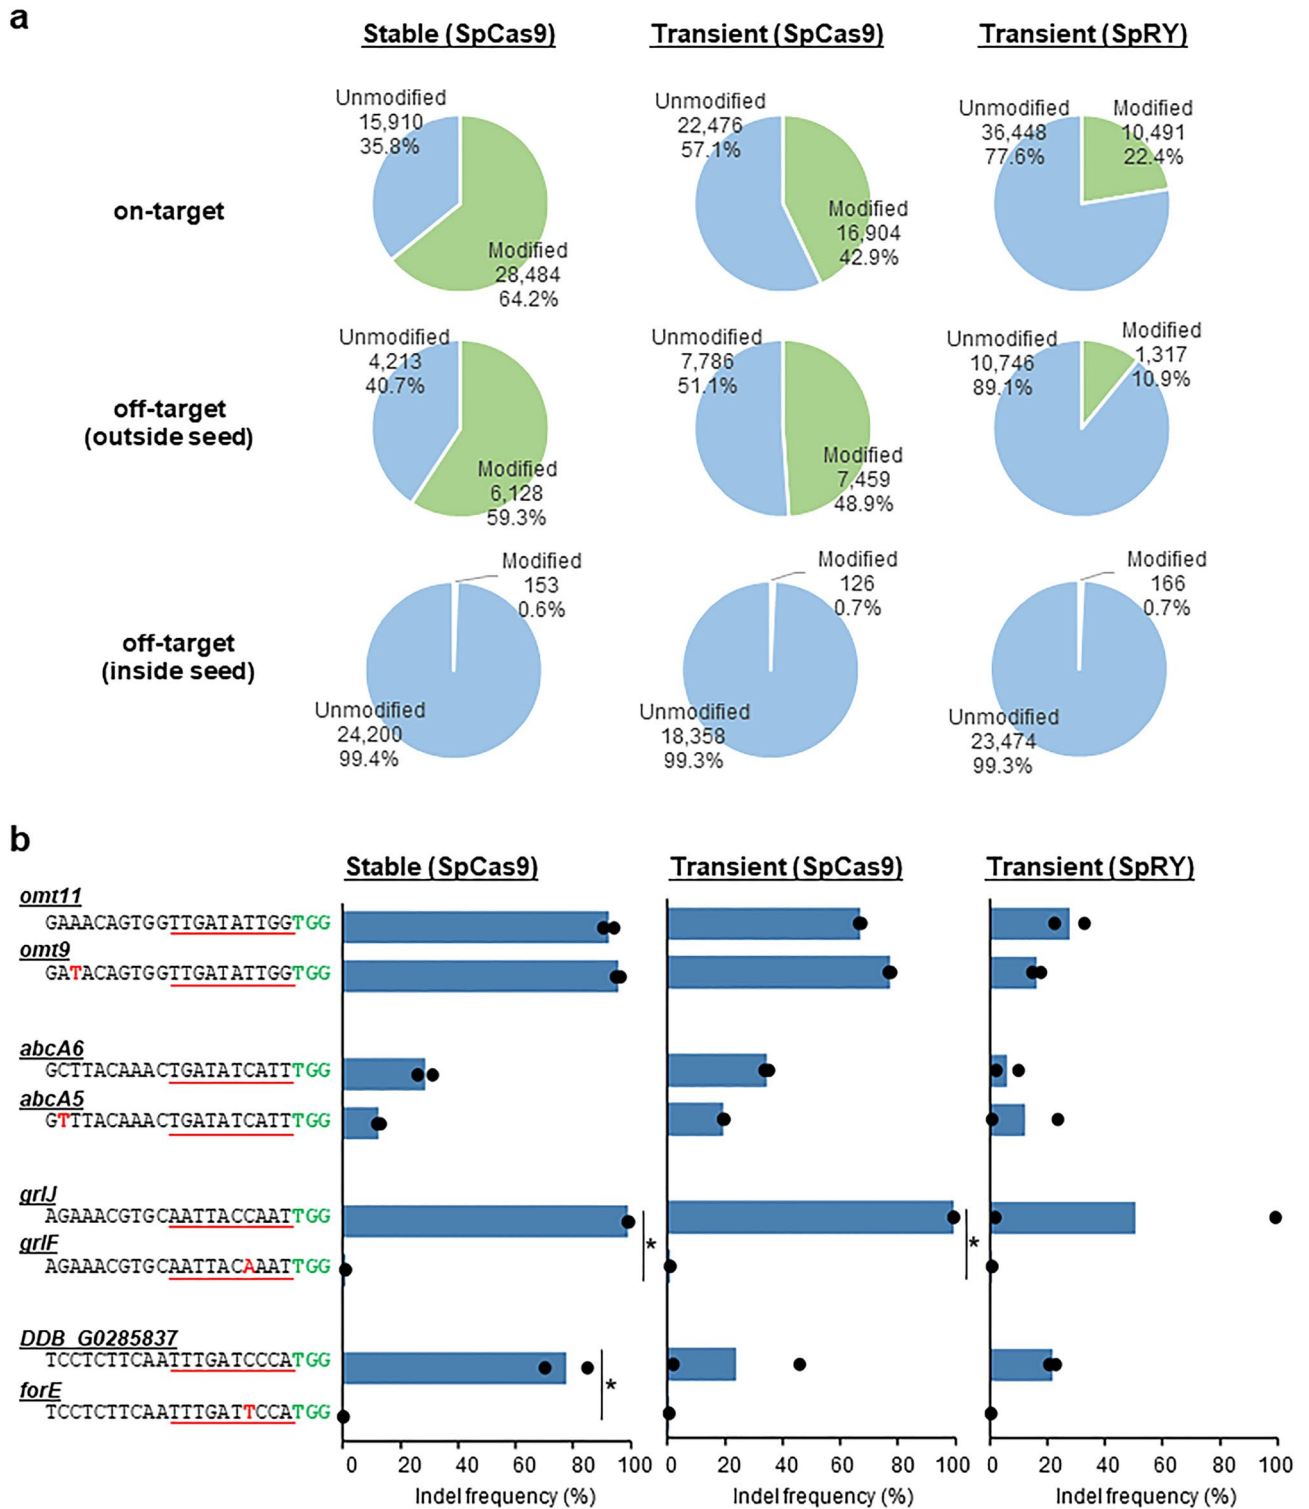 a
Stable (SpCas9)
Transient (SpCas9)
Transient (SpRY)
on-target
Unmodified
15,910
35.8%
Modified
28,484
64.2%
Unmodified
22,476
57.1%
Modified
16,904
42.9%
Unmodified
36,448
77.6%
Modified
10,491
22.4%
off-target
(outside seed)
Unmodified
4,213
40.7%
Modified
6,128
59.3%
Unmodified
7,786
51.1%
Modified
7,459
48.9%
Unmodified
10,746
89.1%
Modified
1,317
10.9%
off-target
(inside seed)
Modified
153
0.6%
Unmodified
24,200
99.4%
Modified
126
0.7%
Unmodified
18,358
99.3%
Modified
166
0.7%
Unmodified
23,474
99.3%
b
Stable (SpCas9)
Transient (SpCas9)
Transient (SpRY)
omt11
GAAACAGTGGTTGATATTGGTGG
omt9
GATACAGTGGTTGATATTGGTGG
abcA6
GCTTACAAACTGATATCATTTGG
abcA5
GTTTACAAACTGATATCATTTGG
grlJ
AGAAACGTGCAATTACCAATTGG
grlF
AGAAACGTGCAATTACAAATTGG
DDB_G0285837
TCCTCTTCAATTTGATCCCATGG
forE
TCCTCTTCAATTTGATTCCATGG
*
*
*
0 20 40 60 80 100
Indel frequency (%)
0 20 40 60 80 100
Indel frequency (%)
0 20 40 60 80 100
Indel frequency (%)